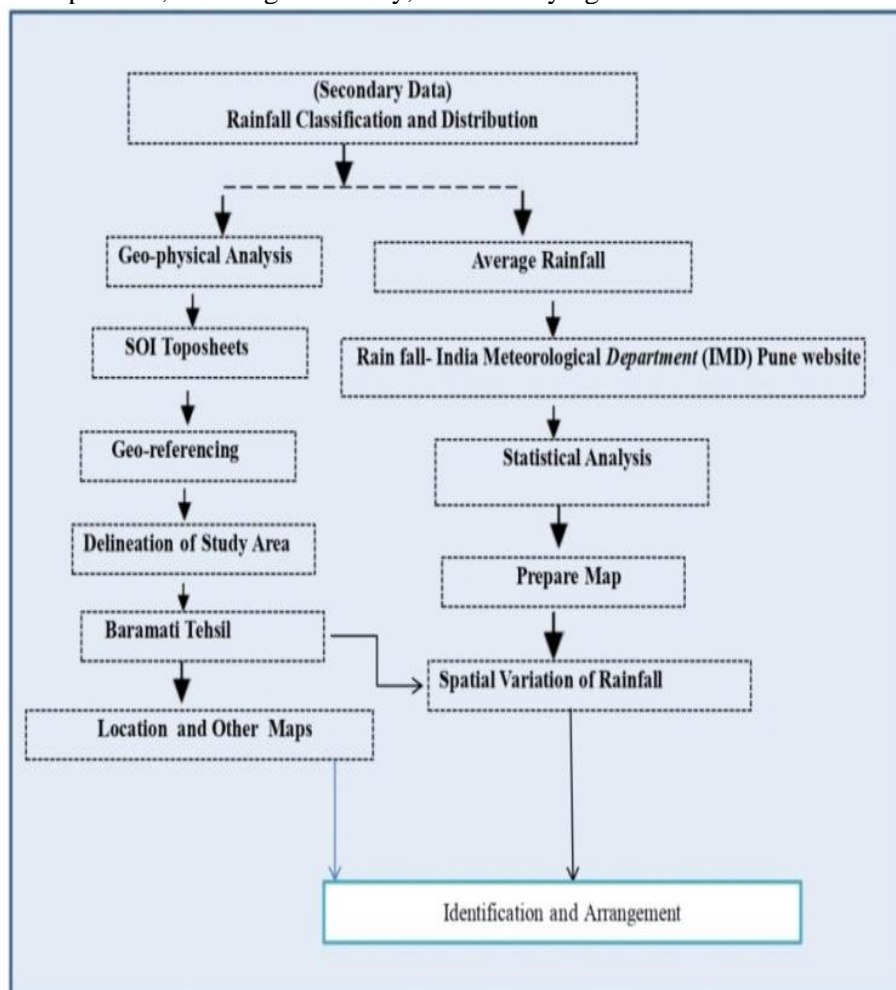 (Secondary Data)
Rainfall Classification and Distribution
Geo-physical Analysis
SOI Toposheets
Geo-referencing
Delineation of Study Area
Baramati Tehsil
Location and Other Maps
Average Rainfall
Rain fall- India Meteorological Department (IMD) Pune website
Statistical Analysis
Prepare Map
Spatial Variation of Rainfall
Identification and Arrangement